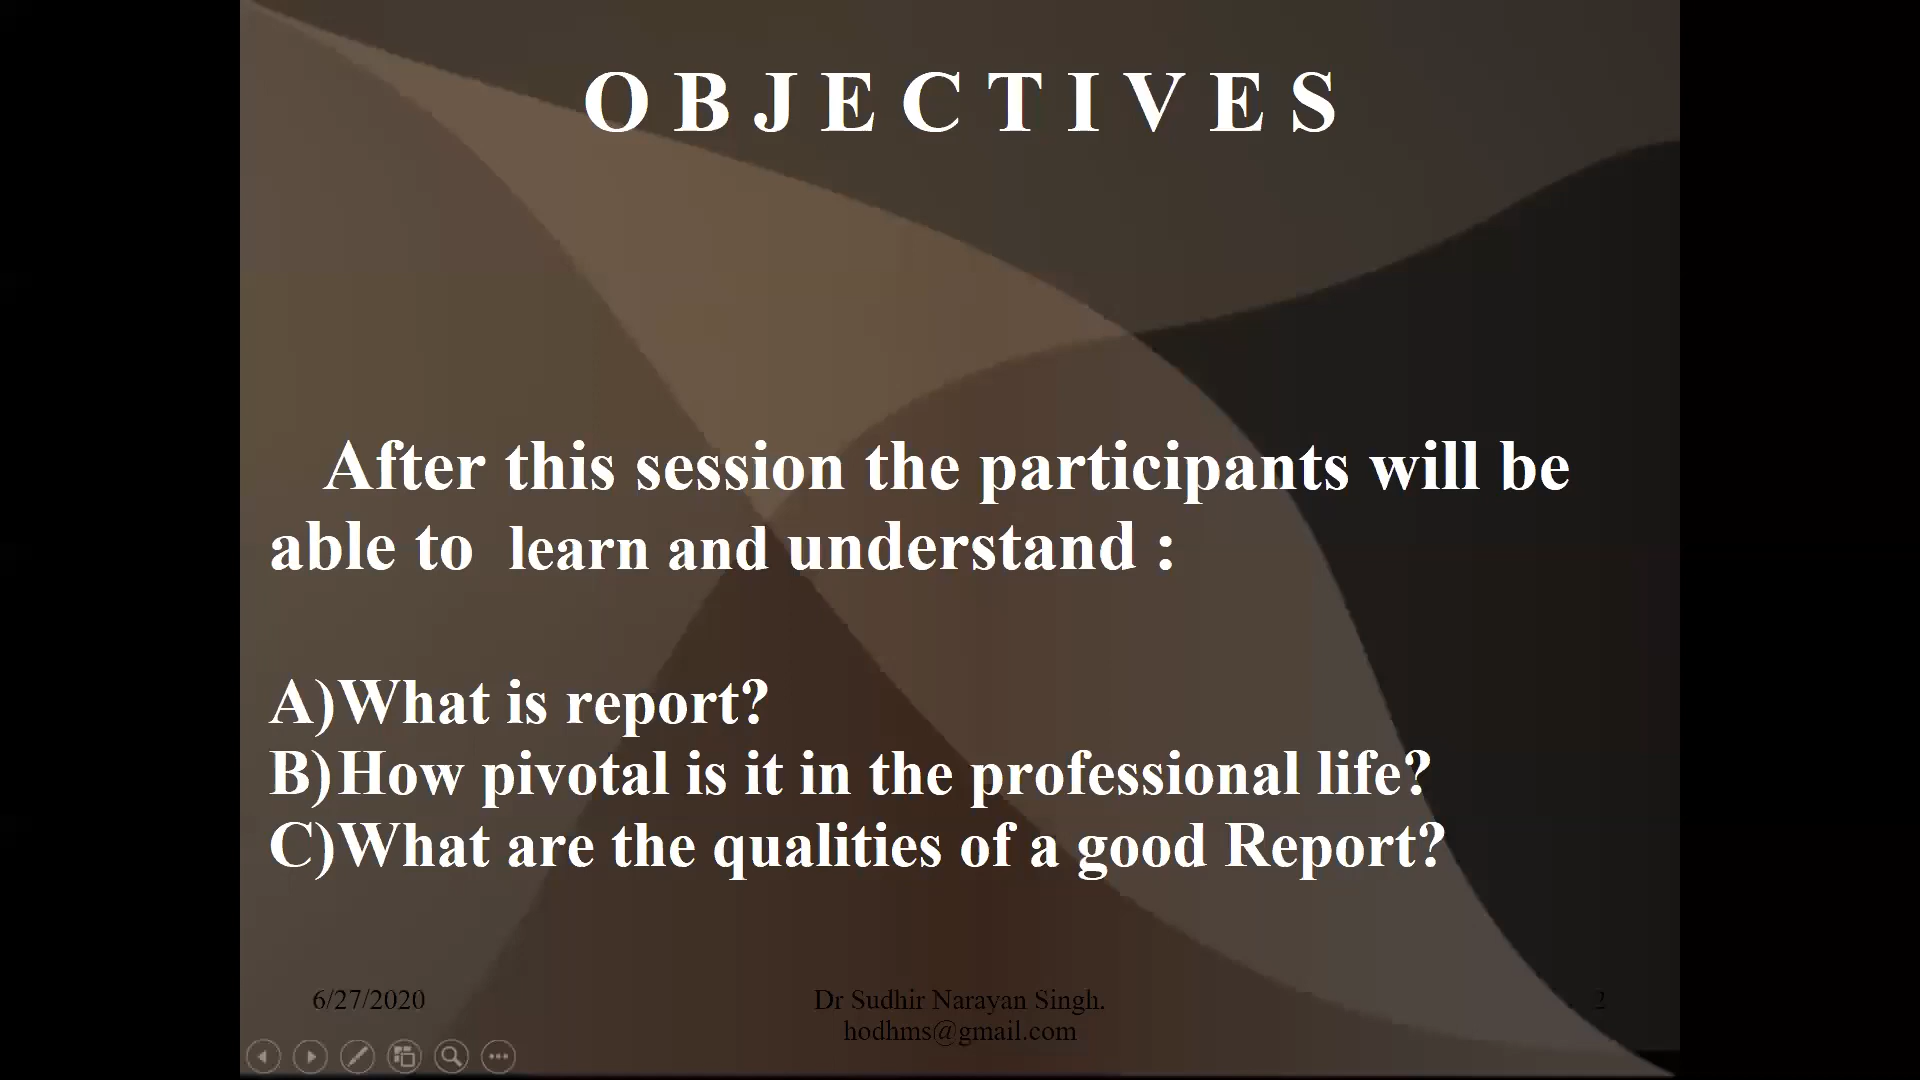 O B J E C T I V E S
After this session the participants will be
able to learn and understand :
A)What is report?
B)How pivotal is it in the professional life?
C)What are the qualities of a good Report?
6/27/2020
Dr Sudhir Narayan Singh.
hodhms@gmail.com
2